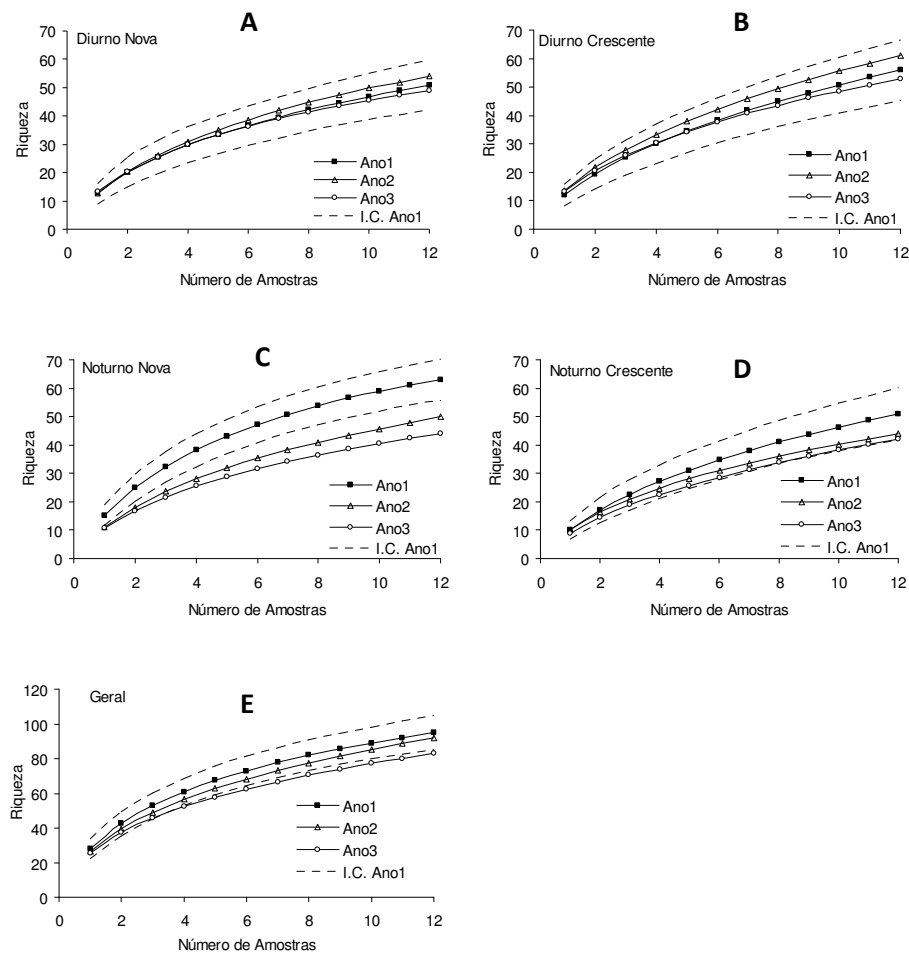 A
Diurno Nova
70
60
50
40
30
20
10
0
Riqueza
Ano1
Ano2
Ano3
I.C. Ano1
0 2 4 6 8 10 12
Número de Amostras
B
Diurno Crescente
70
60
50
40
30
20
10
0
Riqueza
Ano1
Ano2
Ano3
I.C. Ano1
0 2 4 6 8 10 12
Número de Amostras
C
Noturno Nova
70
60
50
40
30
20
10
0
Riqueza
Ano1
Ano2
Ano3
I.C. Ano1
0 2 4 6 8 10 12
Número de Amostras
D
Noturno Crescente
70
60
50
40
30
20
10
0
Riqueza
Ano1
Ano2
Ano3
I.C. Ano1
0 2 4 6 8 10 12
Número de Amostras
E
Geral
120
100
80
60
40
20
0
Riqueza
Ano1
Ano2
Ano3
I.C. Ano1
0 2 4 6 8 10 12
Número de Amostras